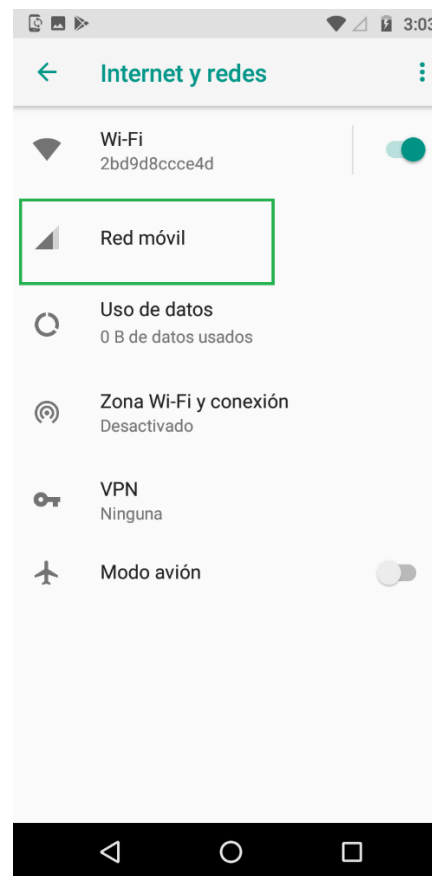 3:03
Internet y redes
Wi-Fi
2bd9d8ccce4d
Red móvil
Uso de datos
0 B de datos usados
Zona Wi-Fi y conexión
Desactivado
VPN
Ninguna
Modo avión